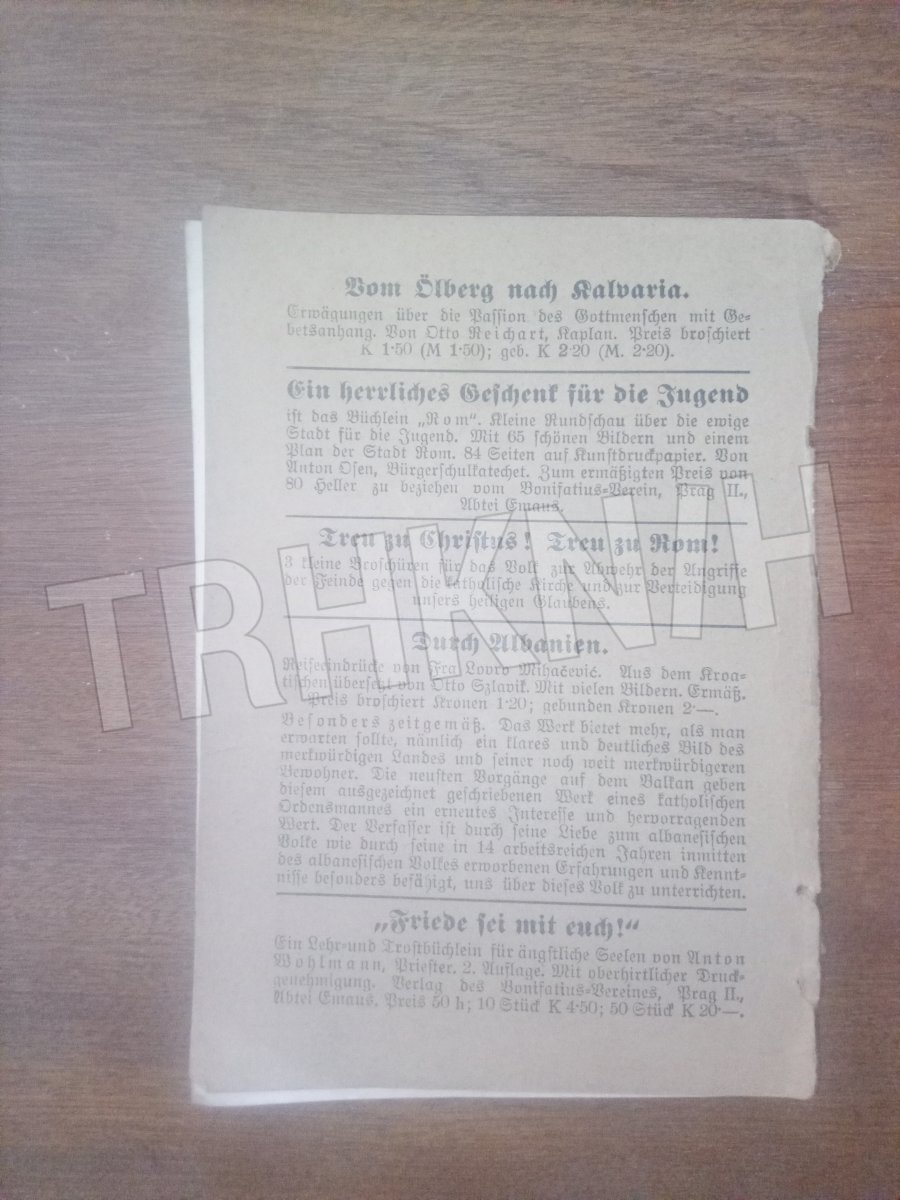 Vom Ölberg nach Kalvaria.
Erwägungen über die Passion des Gottmenschen mit Ge-
betsanhang. Von Otto Reichart, Kaplan. Preis broschiert
K 1·50 (M 1·50); geb. K 2·20 (M. 2·20).
Ein herrliches Geschenk für die Jugend
ist das Büchlein „Rom“. Kleine Rundschau über die ewige
Stadt für die Jugend. Mit 65 schönen Bildern und einem
Plan der Stadt Rom. 84 Seiten auf Kunstdruckpapier. Von
Anton Osen, Bürgerschulkatechet. Zum ermäßigten Preis von
80 Heller zu beziehen vom Bonifatius-Verein, Prag II.,
Abtei Emaus.
Treu zu Christus! Treu zu Rom!
3 kleine Broschüren für das Volk zur Abwehr der Angriffe
der Feinde gegen die katholische Kirche und zur Verteidigung
unsers heiligen Glaubens.
Durch Albanien.
Reiseeindrücke von Fra Lovro Mihačević. Aus dem Kroa-
tischen übersetzt von Otto Szlavik. Mit vielen Bildern. Ermäß.
Preis broschiert Kronen 1·20; gebunden Kronen 2·—.
Besonders zeitgemäß. Das Werk bietet mehr, als man
erwarten sollte, nämlich ein klares und deutliches Bild des
merkwürdigen Landes und seiner noch weit merkwürdigeren
Bewohner. Die neusten Vorgänge auf dem Balkan geben
diesem ausgezeichnet geschriebenen Werk eines katholischen
Ordensmannes ein erneutes Interesse und hervorragenden
Wert. Der Verfasser ist durch seine Liebe zum albanesischen
Volke wie durch seine in 14 arbeitsreichen Jahren inmitten
des albanesischen Volkes erworbenen Erfahrungen und Kennt-
nisse besonders befähigt, uns über dieses Volk zu unterrichten.
„Friede sei mit euch!“
Ein Lehr- und Trostbüchlein für ängstliche Seelen von Anton
Wohlmann, Priester. 2. Auflage. Mit oberhirtlicher Druck-
genehmigung. Verlag des Bonifatius-Vereines, Prag II.,
Abtei Emaus, Preis 50 h; 10 Stück K 4·50; 50 Stück K 20·—.
TRHKNJH